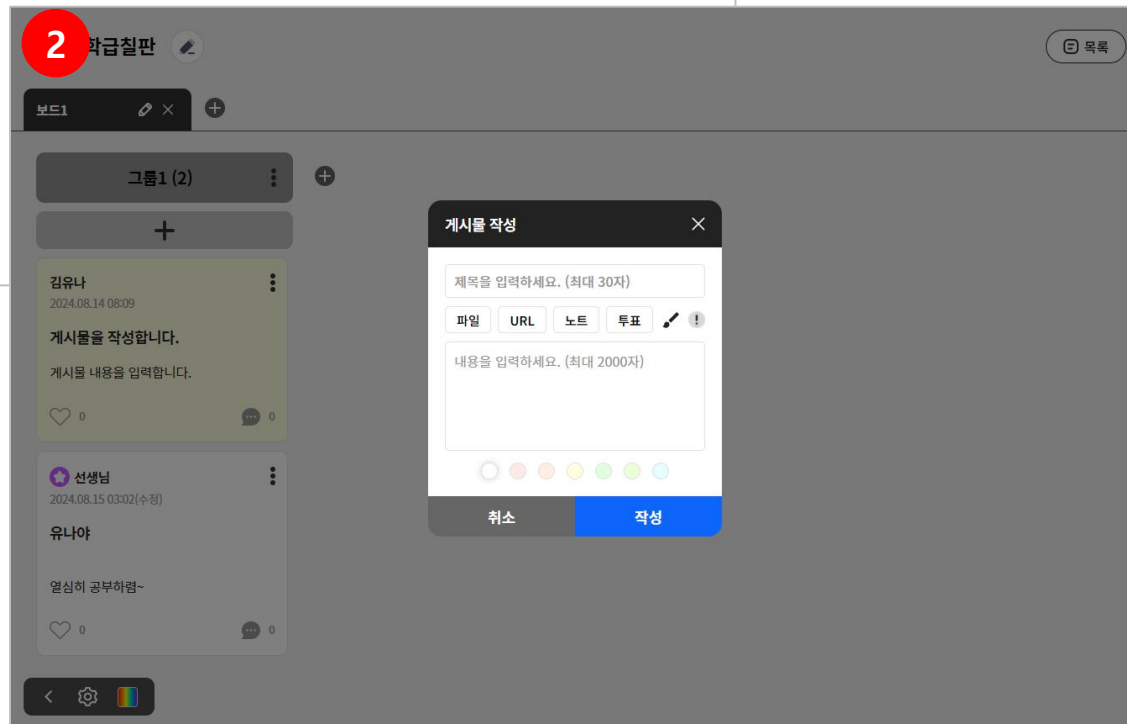 2
학급칠판
목록
보드1
그룹1 (2)
김유나
2024.08.14 08:09
게시물을 작성합니다.
게시물 내용을 입력합니다.
0
0
선생님
2024.08.15 03:02(수정)
유나야
열심히 공부하렴~
0
0
게시물 작성
제목을 입력하세요. (최대 30자)
파일 URL 노트 투표
내용을 입력하세요. (최대 2000자)
취소 작성